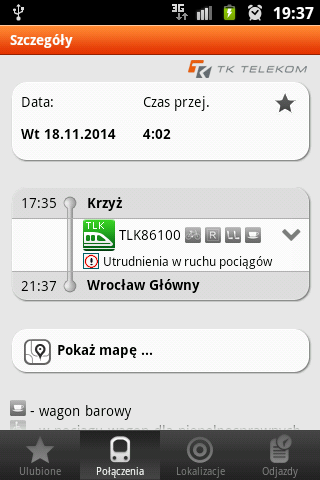 3G 19:37
Szczegóły
TK TELEKOM
Data: Czas przej.
Wt 18.11.2014 4:02
17:35 Krzyż
TLK TLK86100 R LL
Utrudnienia w ruchu pociągów
21:37 Wrocław Główny
Pokaż mapę ...
- wagon barowy
Ulubione Połączenia Lokalizacje Odjazdy